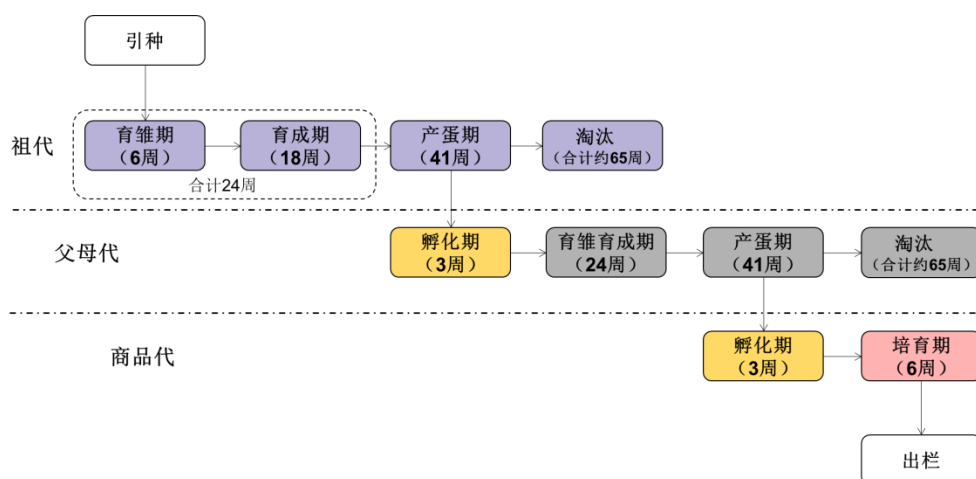 引种
祖代
育雏期
（6周）
育成期
（18周）
合计24周
产蛋期
（41周）
淘汰
（合计约65周）
父母代
孵化期
（3周）
育雏育成期
（24周）
产蛋期
（41周）
淘汰
（合计约65周）
商品代
孵化期
（3周）
培育期
（6周）
出栏